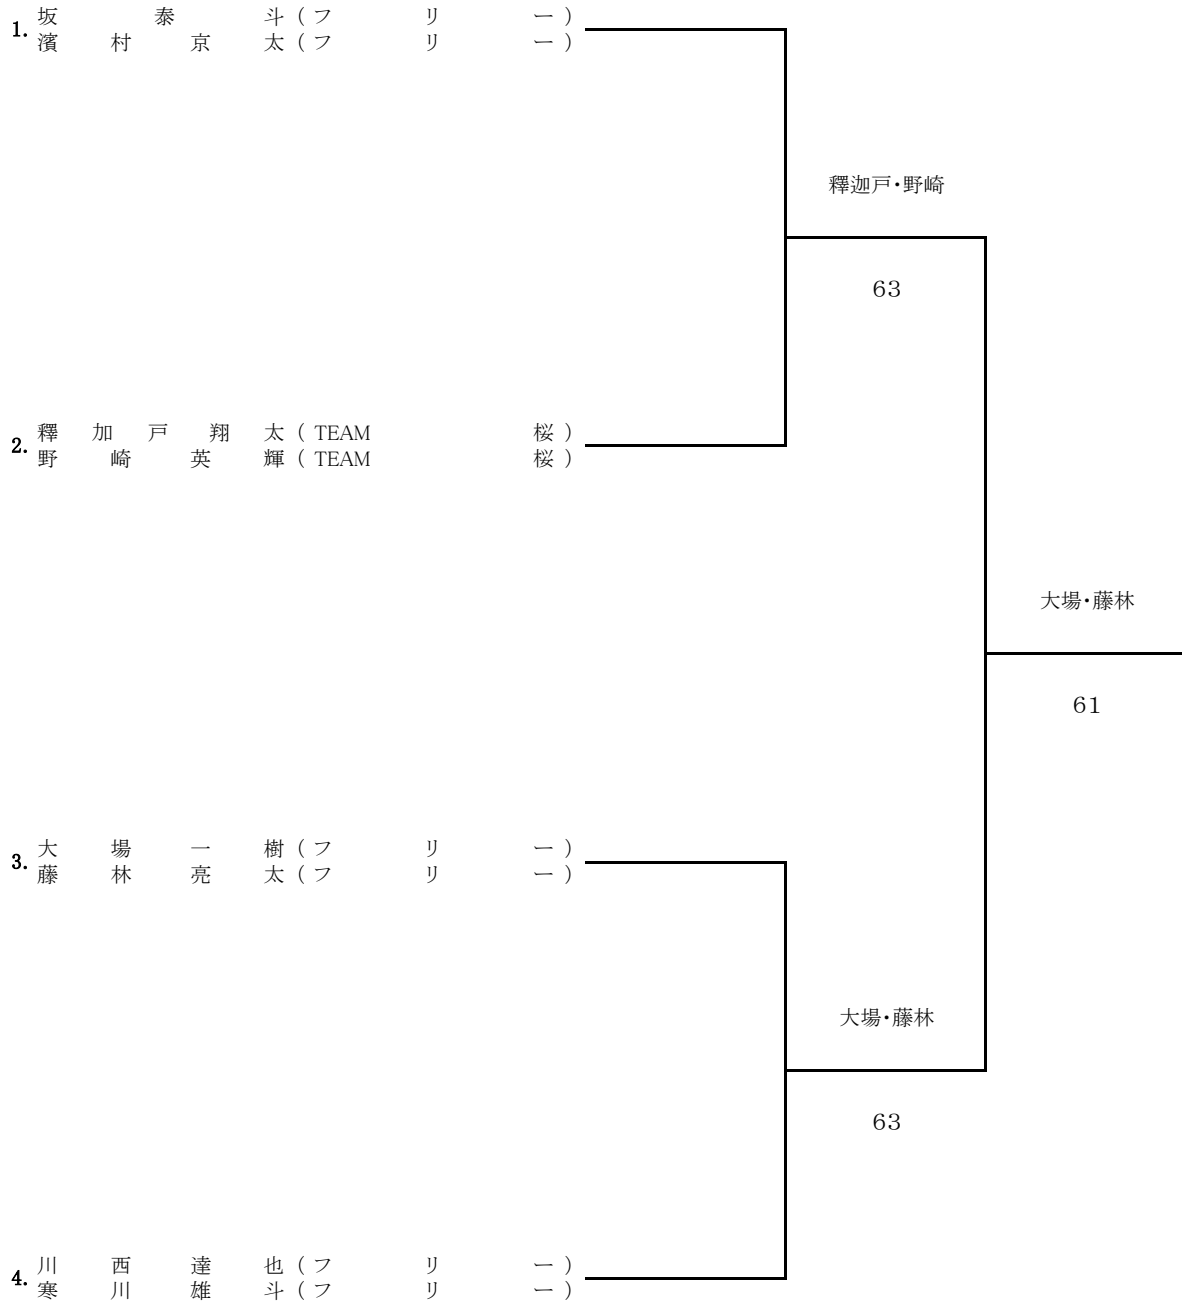 1. 坂 泰 斗 ( フ リ ー )
濱 村 京 太 ( フ リ ー )
釋迦戸・野崎
63
2. 釋 加 戸 翔 太 ( TEAM 桜 )
野 崎 英 輝 ( TEAM 桜 )
大場・藤林
61
3. 大 場 一 樹 ( フ リ ー )
藤 林 亮 太 ( フ リ ー )
大場・藤林
63
4. 川 西 達 也 ( フ リ ー )
寒 川 雄 斗 ( フ リ ー )